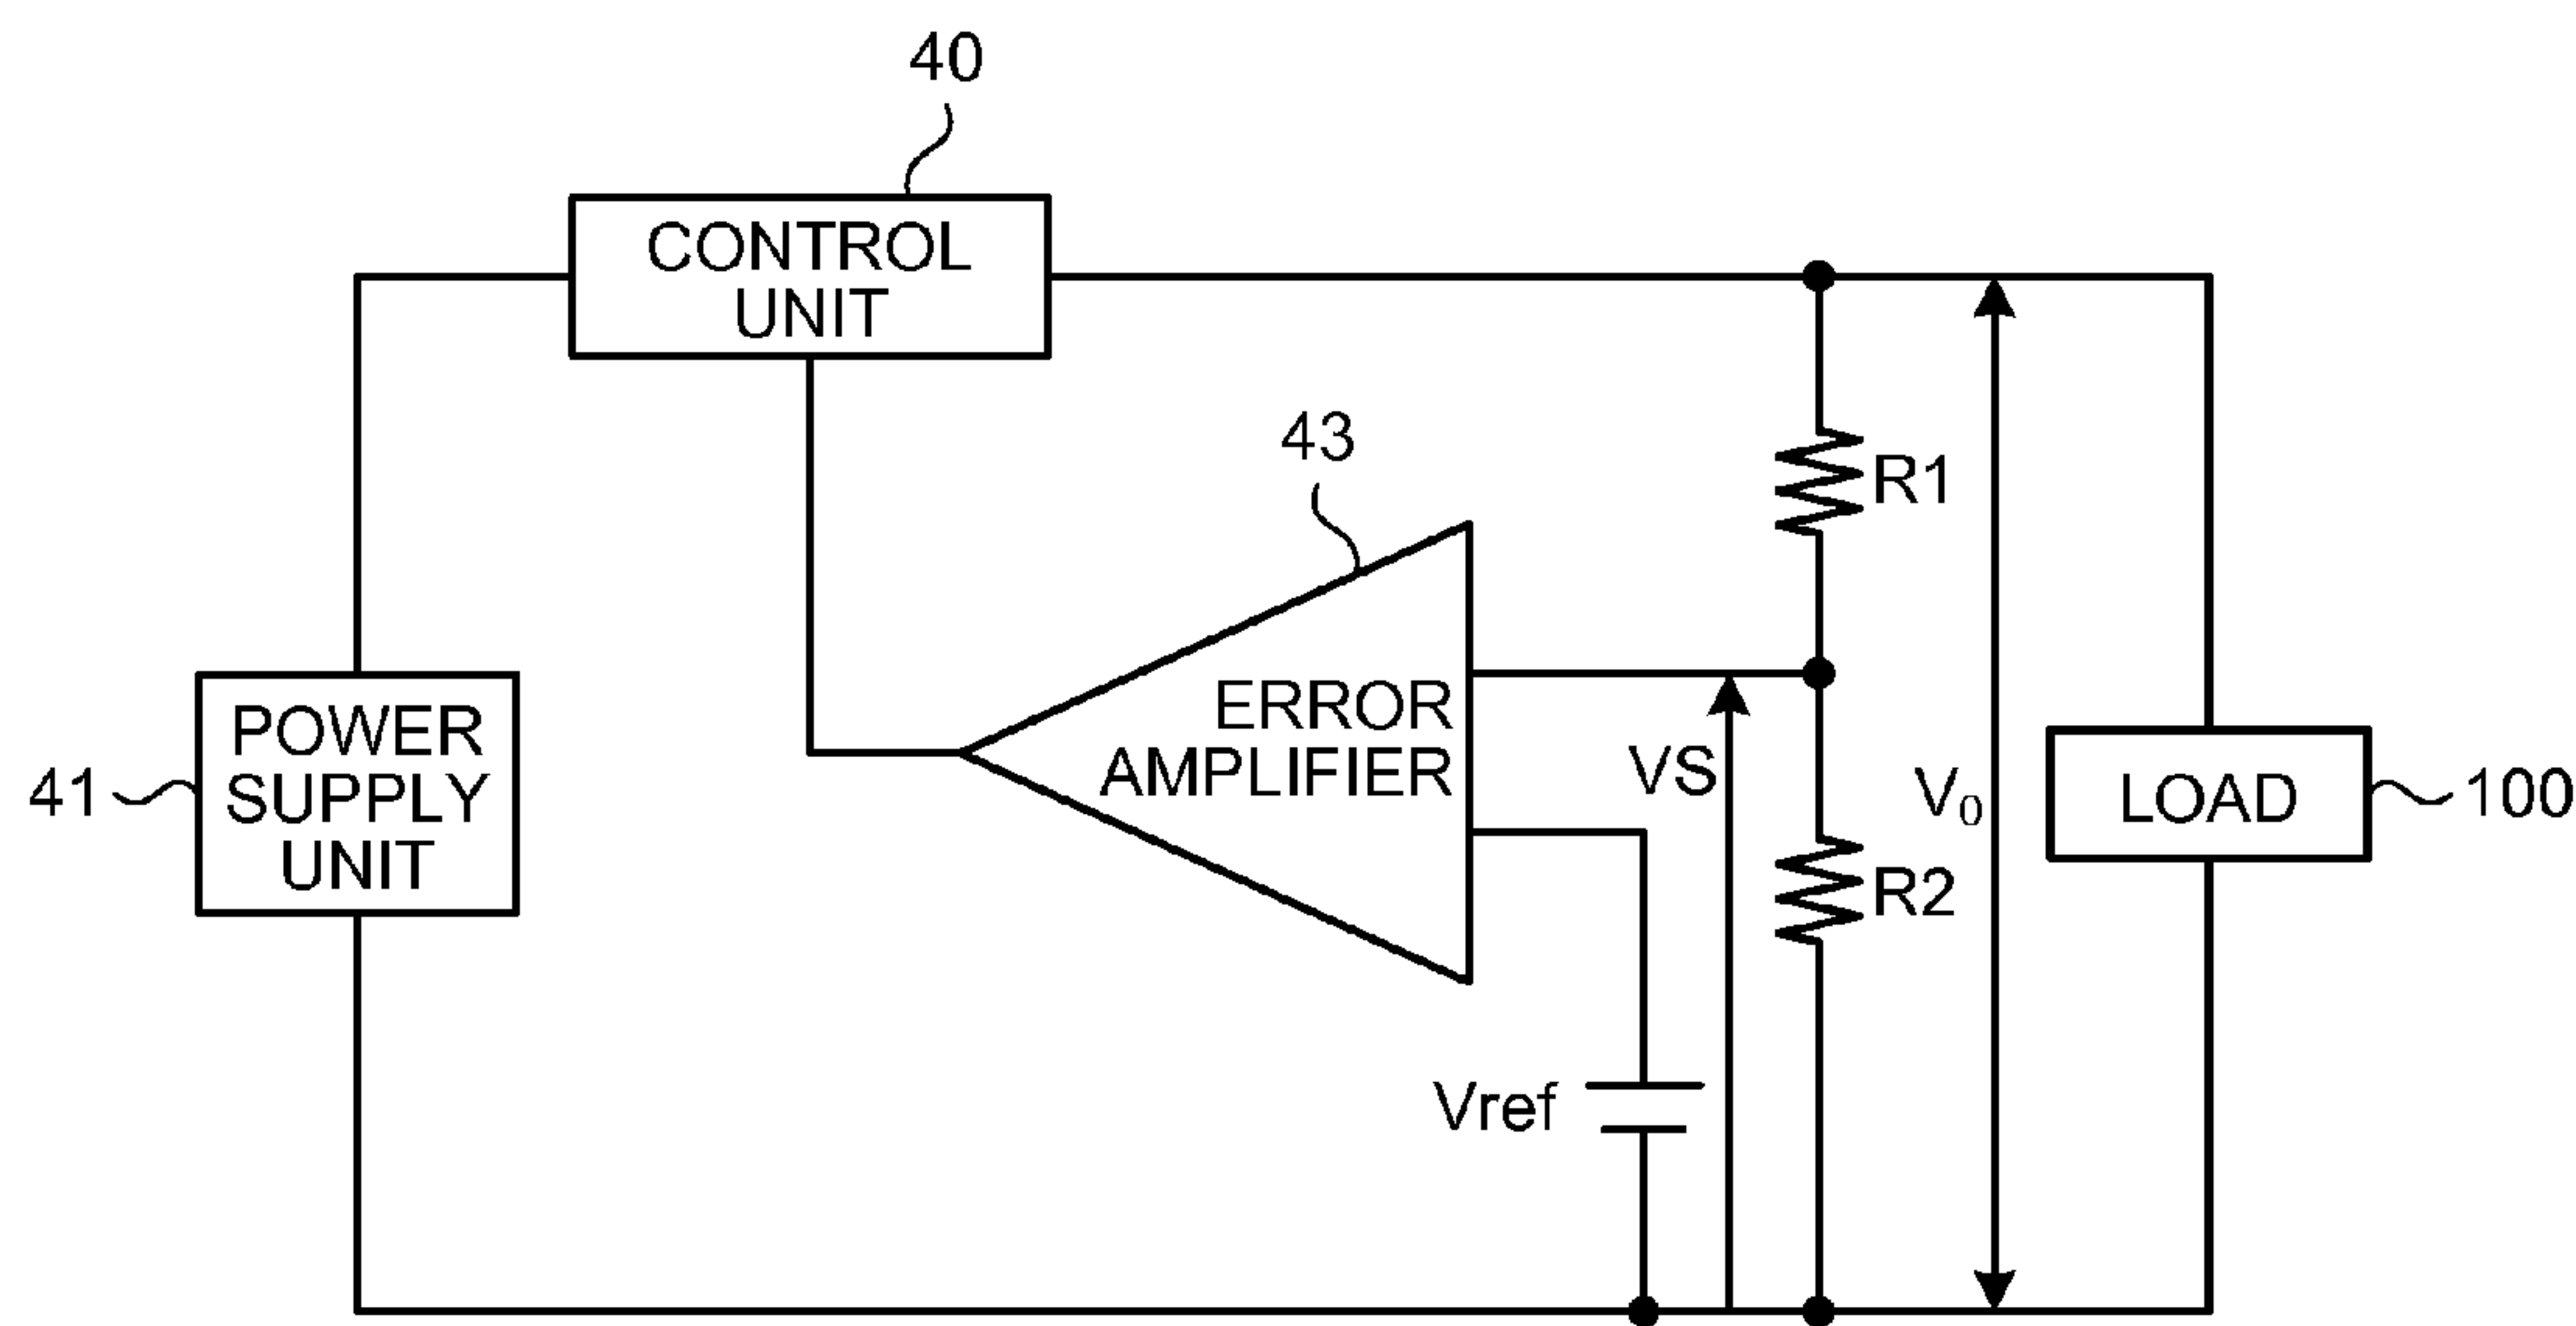 40
CONTROL
UNIT
43
R1
ERROR
AMPLIFIER
POWER
SUPPLY
UNIT
41
VS
V₀
LOAD
100
R2
Vref